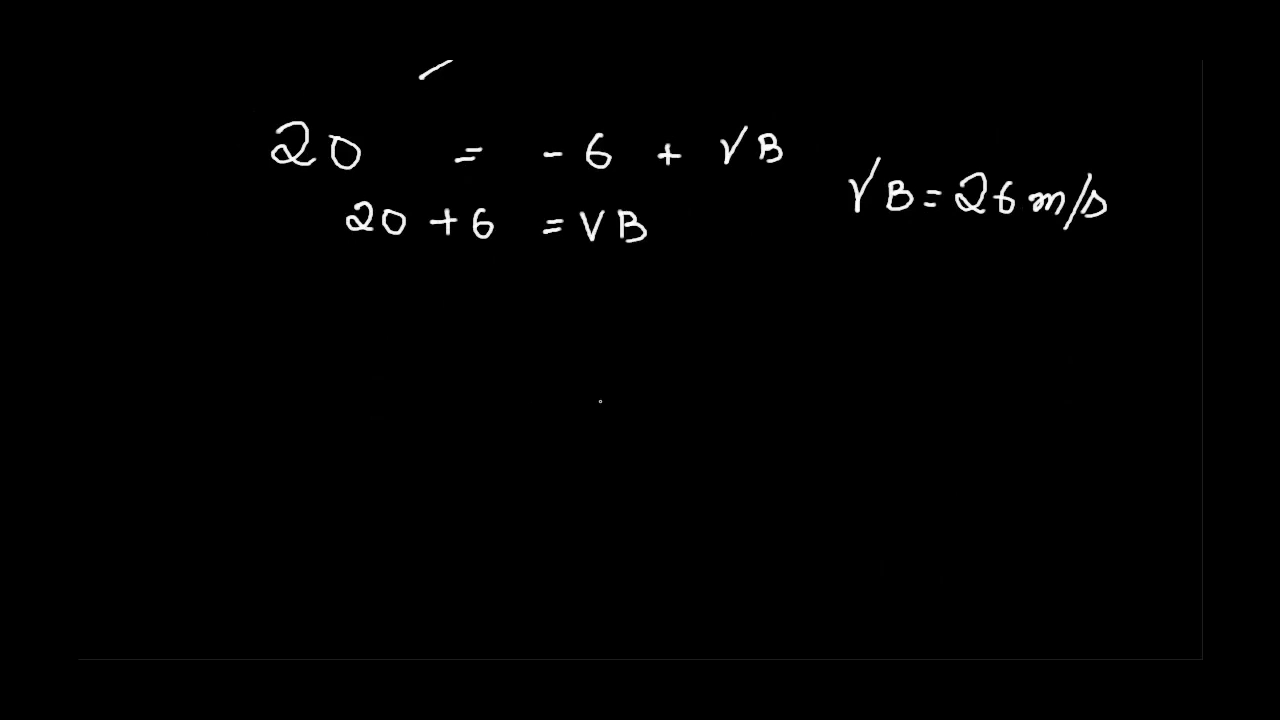 20 = - 6 + VB
VB = 26 m/s
20 + 6 = VB